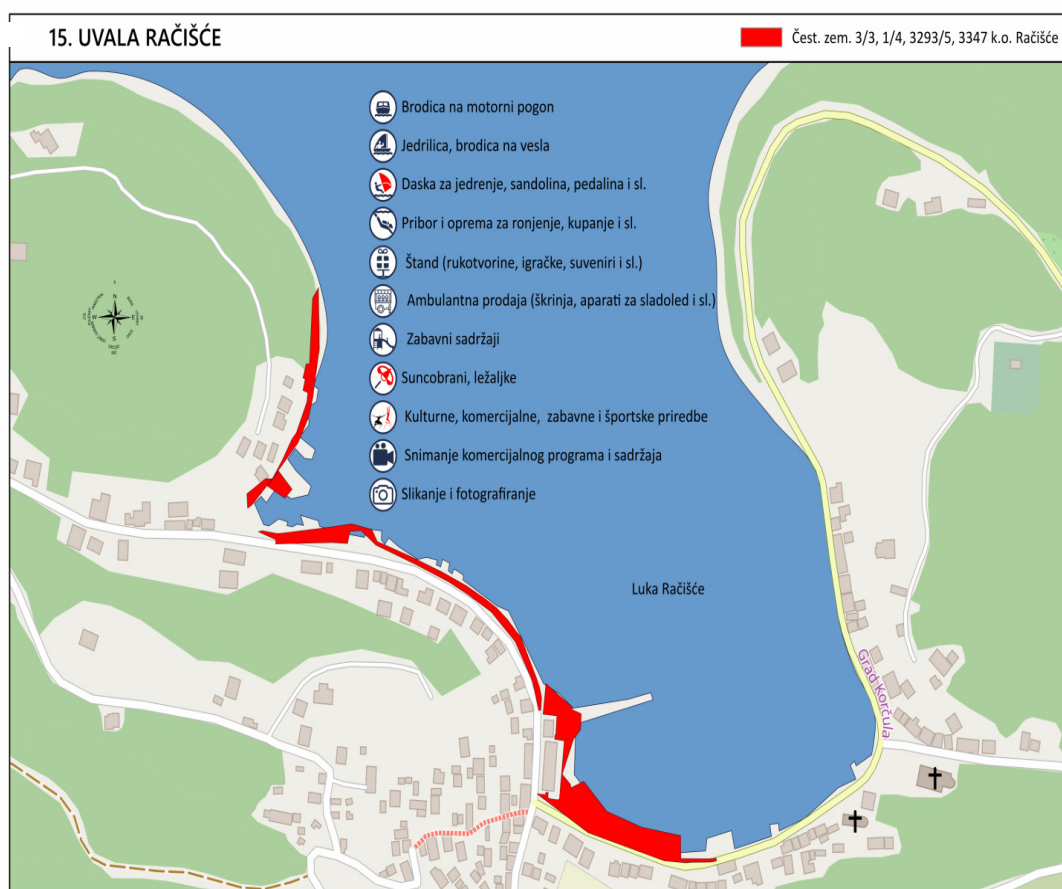 15. UVALA RAČIŠĆE
Čest. zem. 3/3, 1/4, 3293/5, 3347 k.o. Račišće
Brodica na motorni pogon
Jedrilica, brodica na vesla
Daska za jedrenje, sandolina, pedalina i sl.
Pribor i oprema za ronjenje, kupanje i sl.
Štand (rukotvorine, igračke, suveniri i sl.)
Ambulantna prodaja (škrinja, aparati za sladoled i sl.)
Zabavni sadržaji
Suncobrani, ležaljke
Kulturne, komercijalne, zabavne i športske priredbe
Snimanje komercijalnog programa i sadržaja
Slikanje i fotografiranje
N
W E
S
Luka Račišće
Grad Korčula